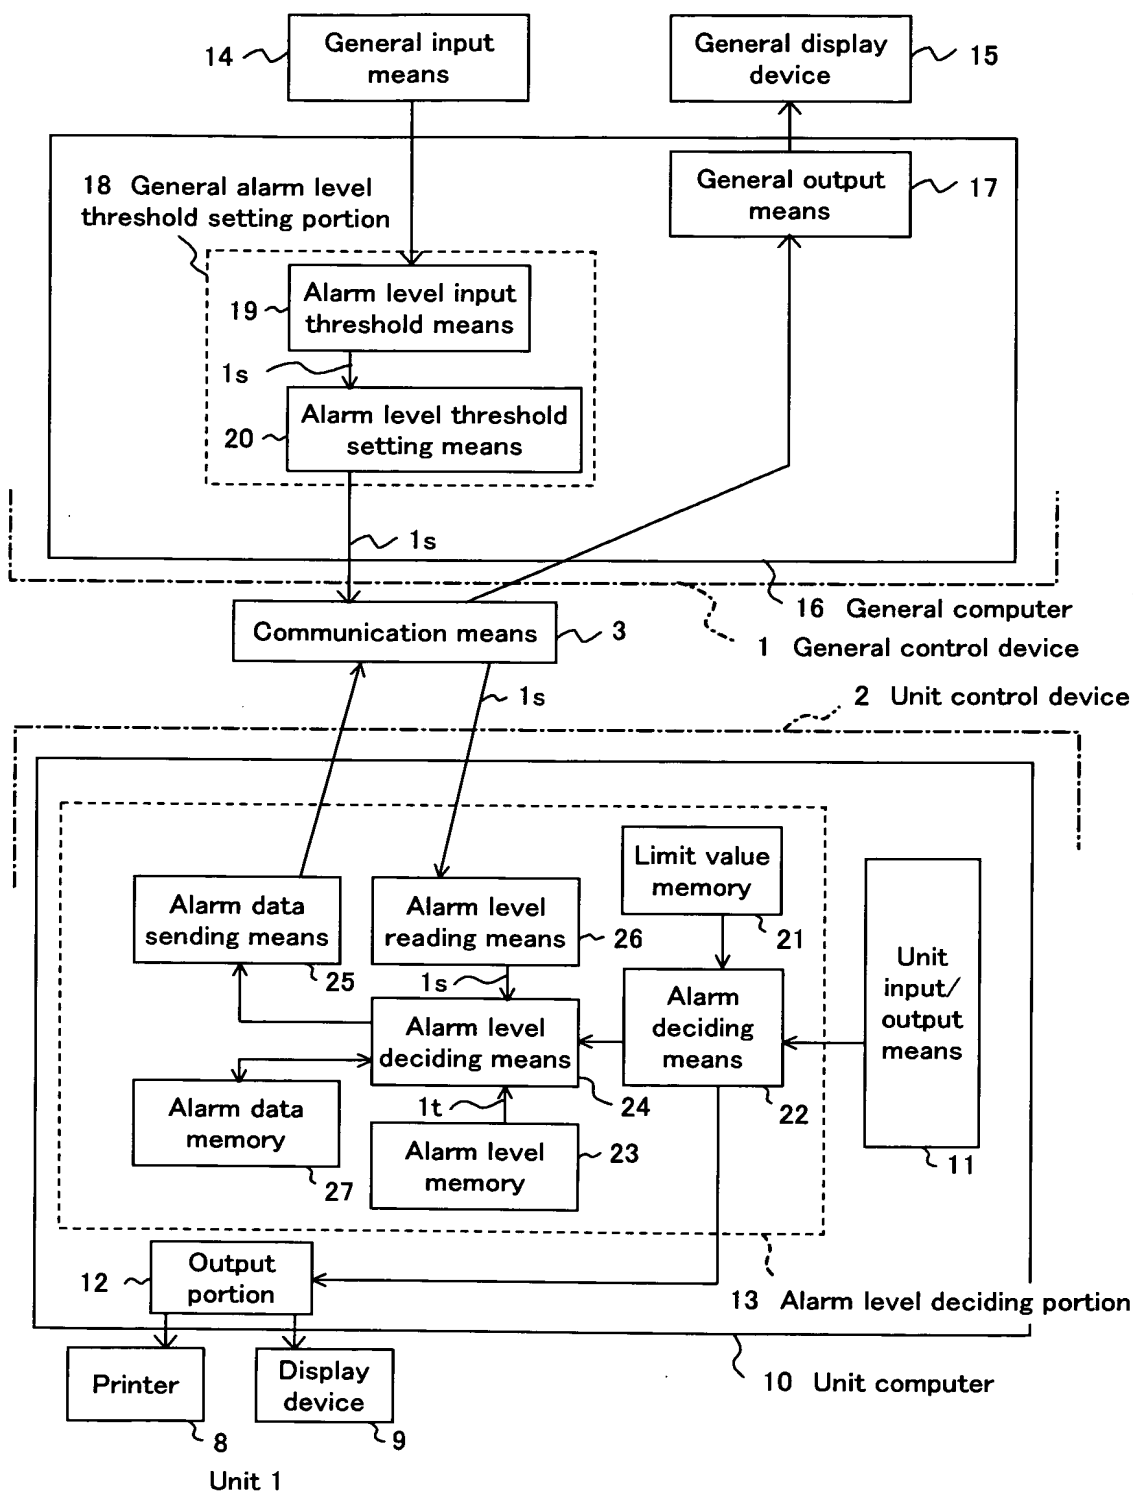 General input
means
14
General display
device
15
General output
means
17
18 General alarm level
threshold setting portion
Alarm level input
threshold means
19
1s
Alarm level threshold
setting means
20
1s
16 General computer
Communication means
3
1 General control device
1s
2 Unit control device
Limit value
memory
21
Alarm data
sending means
25
Alarm level
reading means
26
Unit
input/
output
means
11
1s
Alarm level
deciding means
24
Alarm
deciding
means
22
Alarm data
memory
27
1t
Alarm level
memory
23
Output
portion
12
13 Alarm level deciding portion
Printer
8
Display
device
9
10 Unit computer
Unit 1